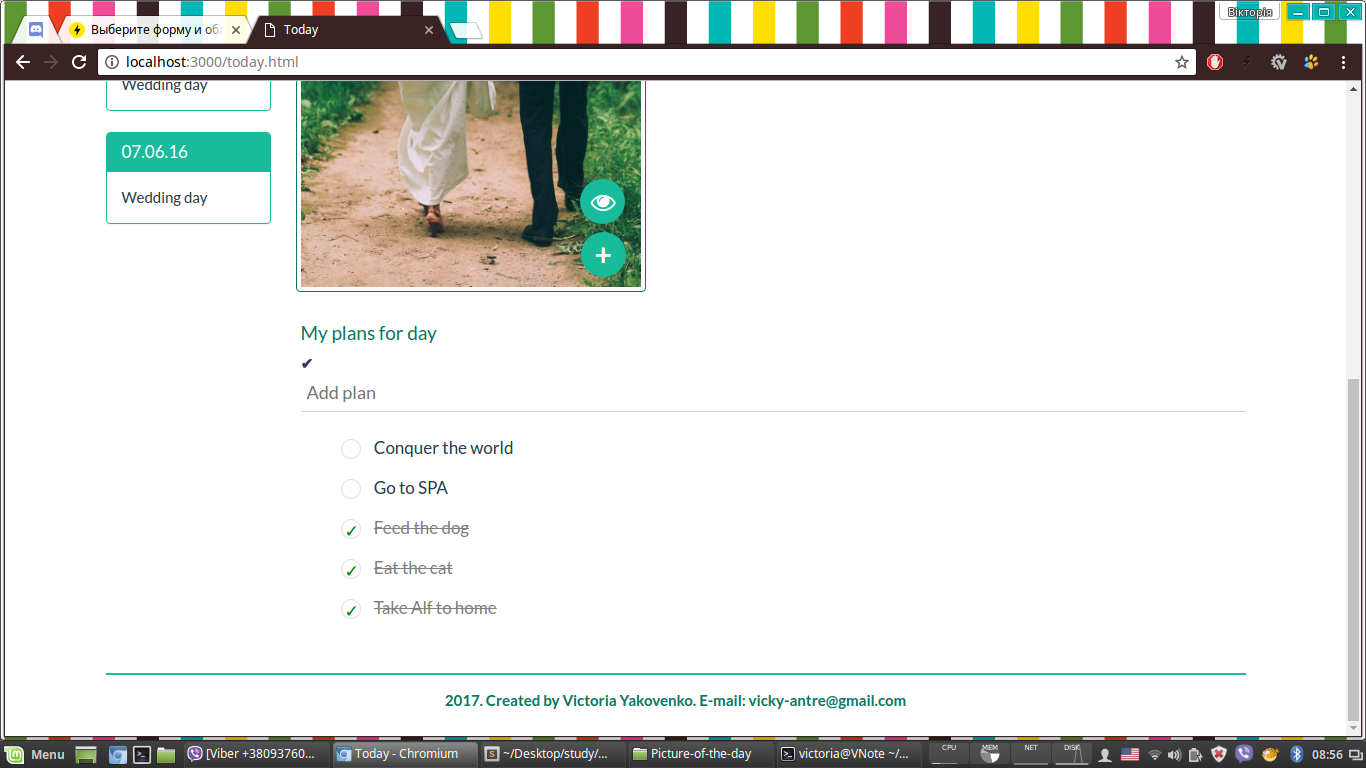 Вікторія
Выберите форму и об
Today
localhost:3000/today.html
Wedding day
07.06.16
Wedding day
My plans for day
✔
Add plan
Conquer the world
Go to SPA
✓ Feed the dog
✓ Eat the cat
✓ Take Alf to home
2017. Created by Victoria Yakovenko. E-mail: vicky-antre@gmail.com
Menu
[Viber +38093760...
Today - Chromium
~/Desktop/study/...
Picture-of-the-day
victoria@VNote ~/...
CPU
MEM
NET
DISK
08:56